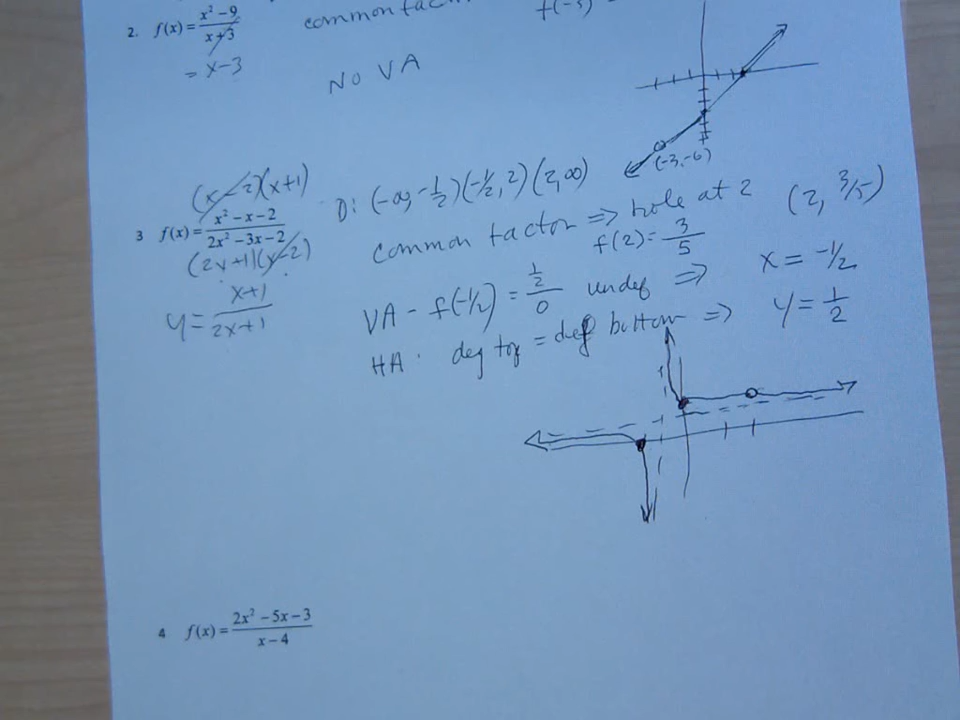 2. f(x) = (x² - 9)/(x + 3)
common factor
f(-3)
= x-3
NO VA
(-3, -6)
(x-2)(x+1)
D: (-∞, -1/2)(-1/2, 2)(2, ∞)
3 f(x) = (x² - x - 2)/(2x² - 3x - 2)
common factor ⇒ hole at 2 (2, 3/5)
(2x+1)(x-2)
f(2) = 3/5
y = (x+1)/(2x+1)
VA - f(-1/2) = (1/2)/0 undef ⇒ x = -1/2
HA . deg top = deg bottom ⇒ y = 1/2
4 f(x) = (2x² - 5x - 3)/(x - 4)